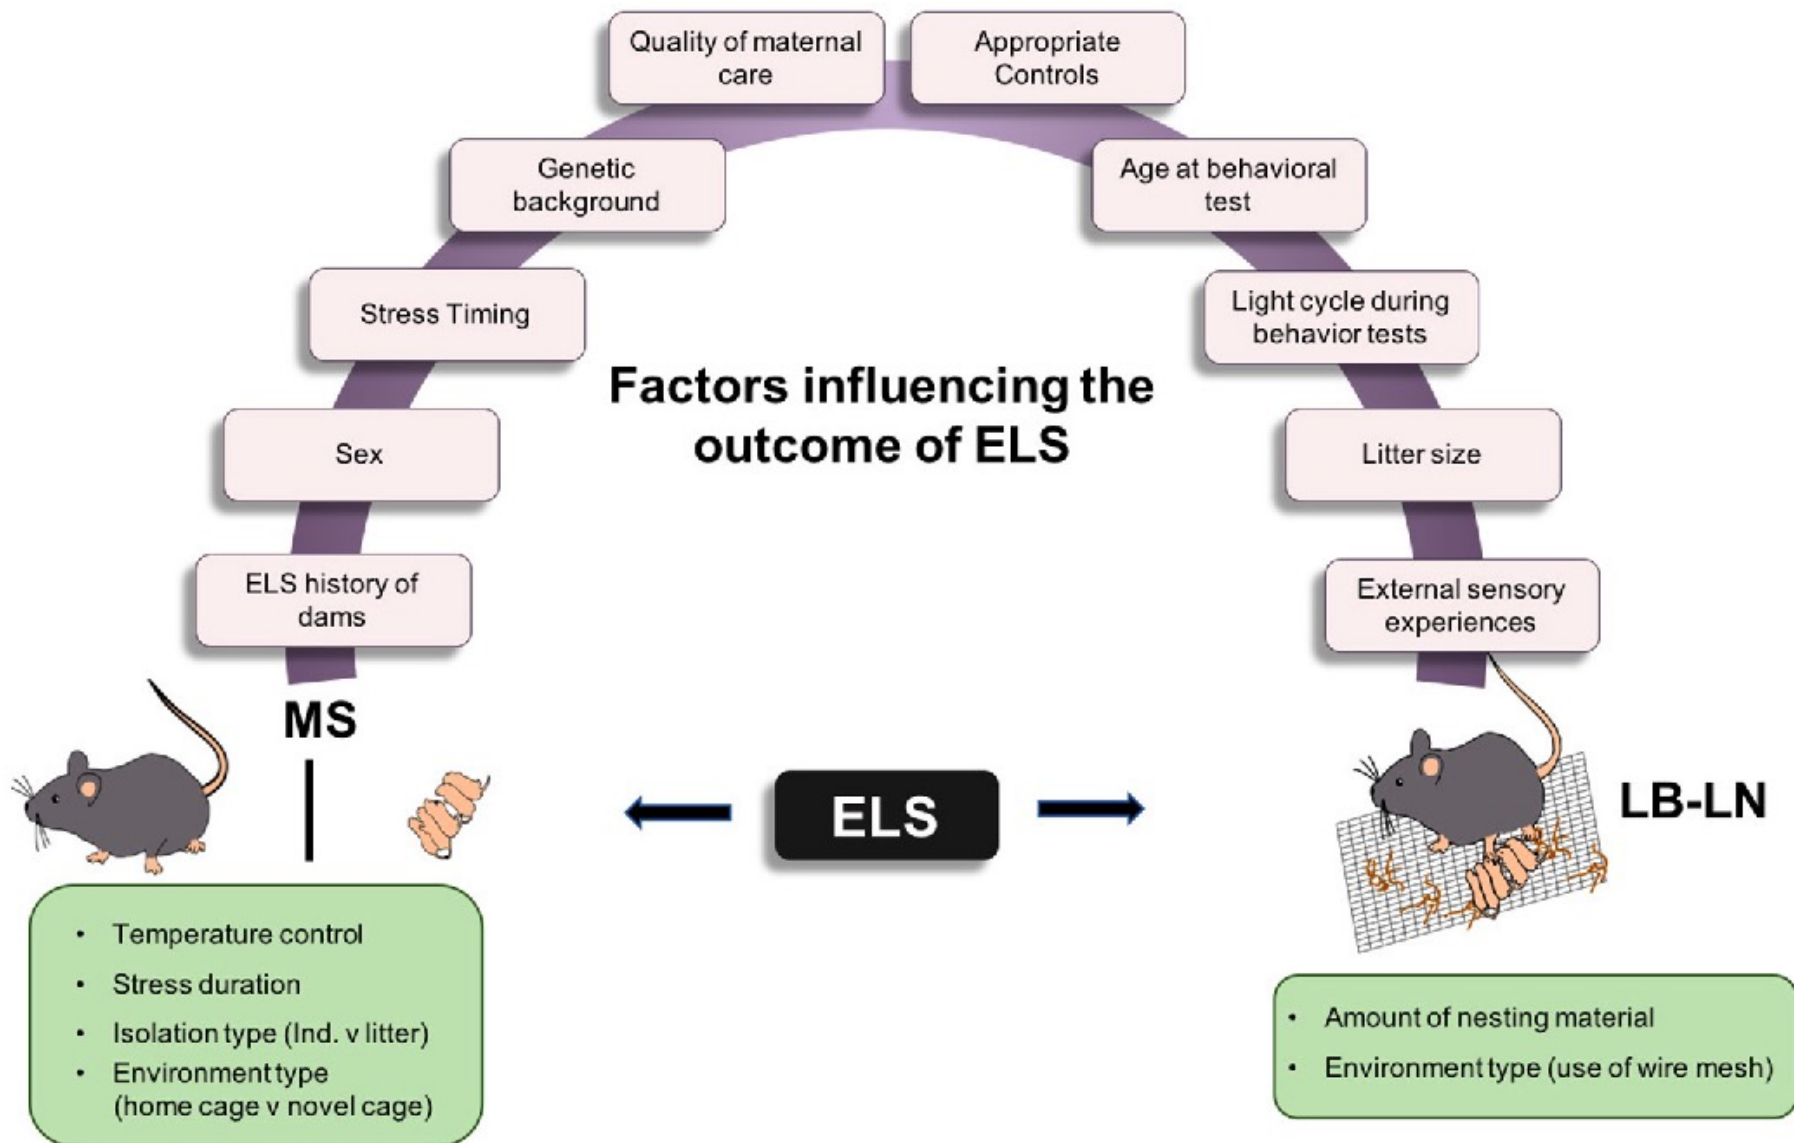 Quality of maternal
care
Appropriate
Controls
Genetic
background
Age at behavioral
test
Stress Timing
Light cycle during
behavior tests
Factors influencing the
outcome of ELS
Sex
Litter size
ELS history of
dams
External sensory
experiences
MS
ELS
LB-LN
• Temperature control
• Stress duration
• Isolation type (Ind. v litter)
• Environment type
(home cage v novel cage)
• Amount of nesting material
• Environment type (use of wire mesh)